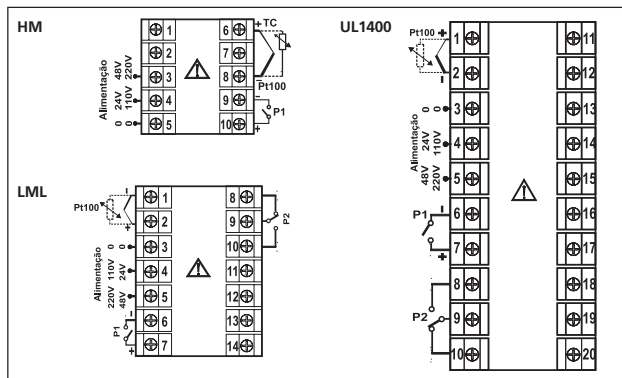 HM
1
2
3
4
5
6
7
8
9
10
+
TC
−
Pt100
−
P1
+
Alimentação
48V 220V
24V 110V
0 0
LML
1
2
3
4
5
6
7
8
9
10
11
12
13
14
−
Pt100
+
Alimentação
0 0
110V 24V
220V 48V
−
P1
+
P2
UL1400
1
2
3
4
5
6
7
8
9
10
11
12
13
14
15
16
17
18
19
20
+
Pt100
−
Alimentação
0 0
24V 110V
48V 220V
−
P1
+
P2